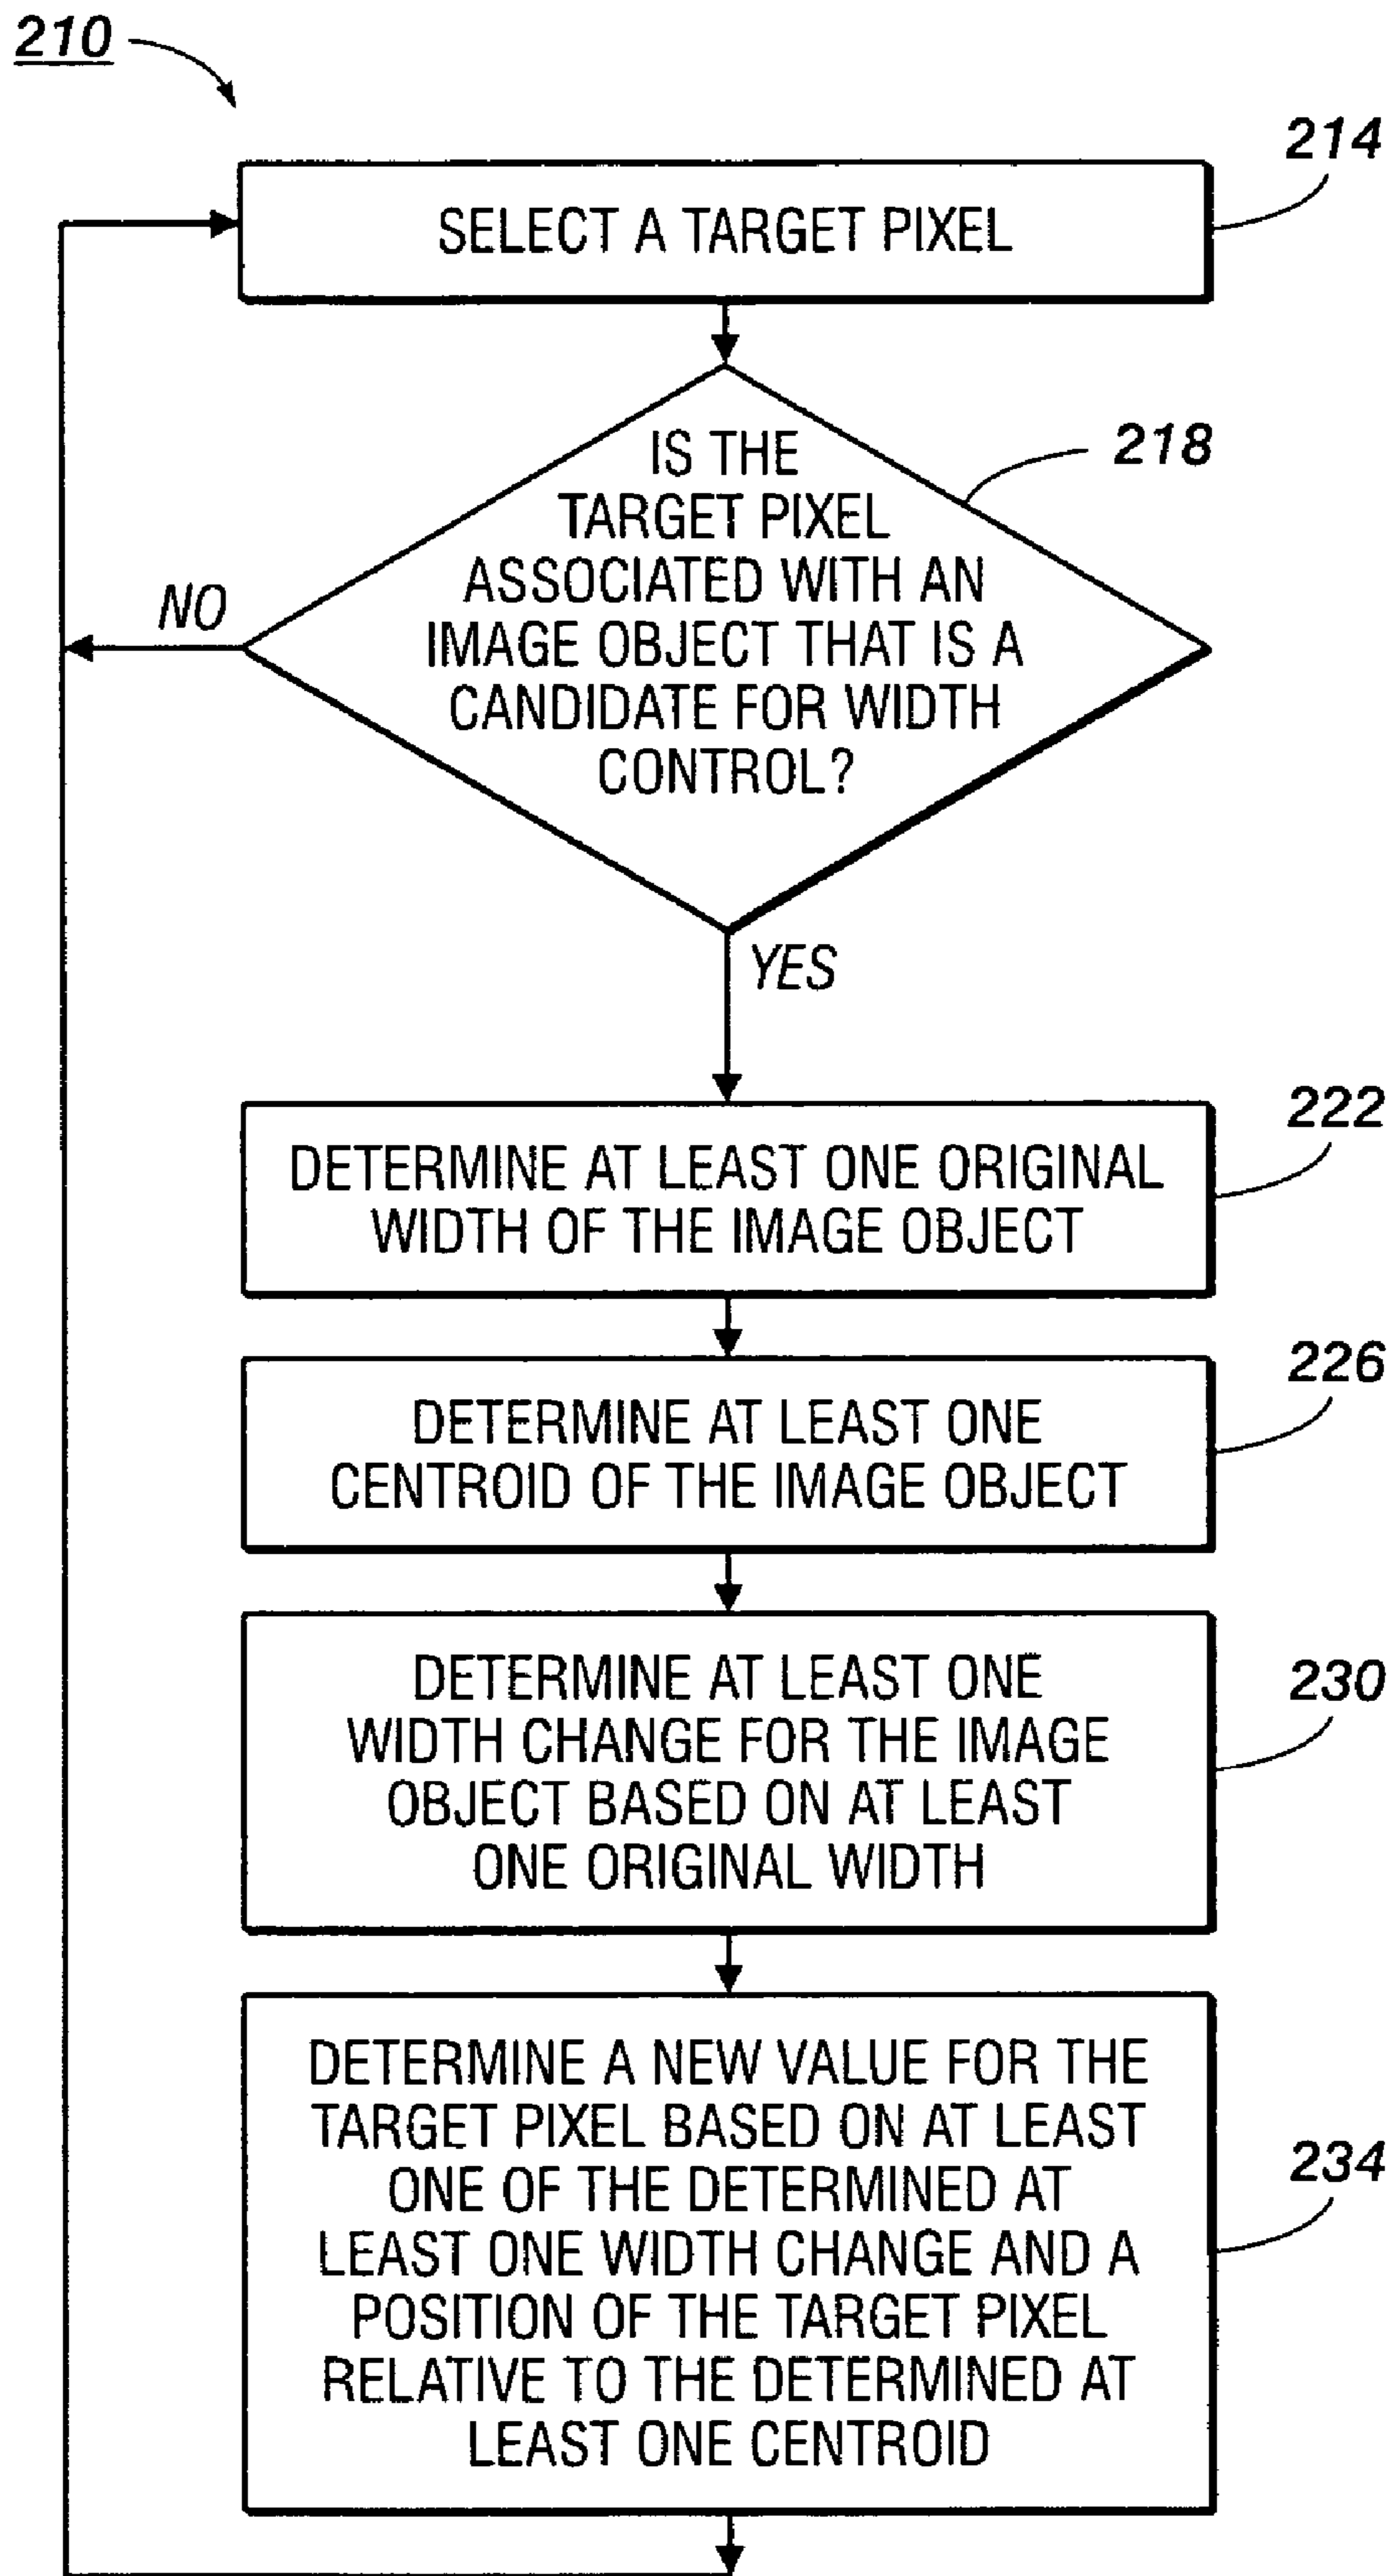 210
214
SELECT A TARGET PIXEL
218
IS THE
TARGET PIXEL
ASSOCIATED WITH AN
IMAGE OBJECT THAT IS A
CANDIDATE FOR WIDTH
CONTROL?
NO
YES
222
DETERMINE AT LEAST ONE ORIGINAL
WIDTH OF THE IMAGE OBJECT
226
DETERMINE AT LEAST ONE
CENTROID OF THE IMAGE OBJECT
230
DETERMINE AT LEAST ONE
WIDTH CHANGE FOR THE IMAGE
OBJECT BASED ON AT LEAST
ONE ORIGINAL WIDTH
234
DETERMINE A NEW VALUE FOR THE
TARGET PIXEL BASED ON AT LEAST
ONE OF THE DETERMINED AT
LEAST ONE WIDTH CHANGE AND A
POSITION OF THE TARGET PIXEL
RELATIVE TO THE DETERMINED AT
LEAST ONE CENTROID